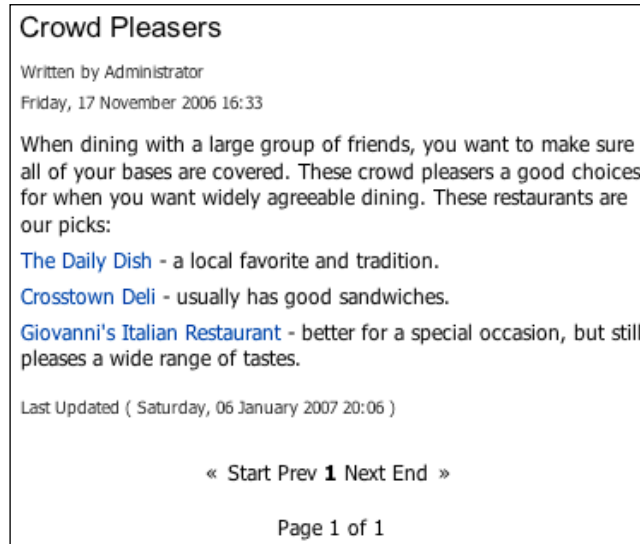 Crowd Pleasers
Written by Administrator
Friday, 17 November 2006 16:33
When dining with a large group of friends, you want to make sure
all of your bases are covered. These crowd pleasers a good choices
for when you want widely agreeable dining. These restaurants are
our picks:
The Daily Dish - a local favorite and tradition.
Crosstown Deli - usually has good sandwiches.
Giovanni's Italian Restaurant - better for a special occasion, but still
pleases a wide range of tastes.
Last Updated ( Saturday, 06 January 2007 20:06 )
« Start Prev 1 Next End »
Page 1 of 1